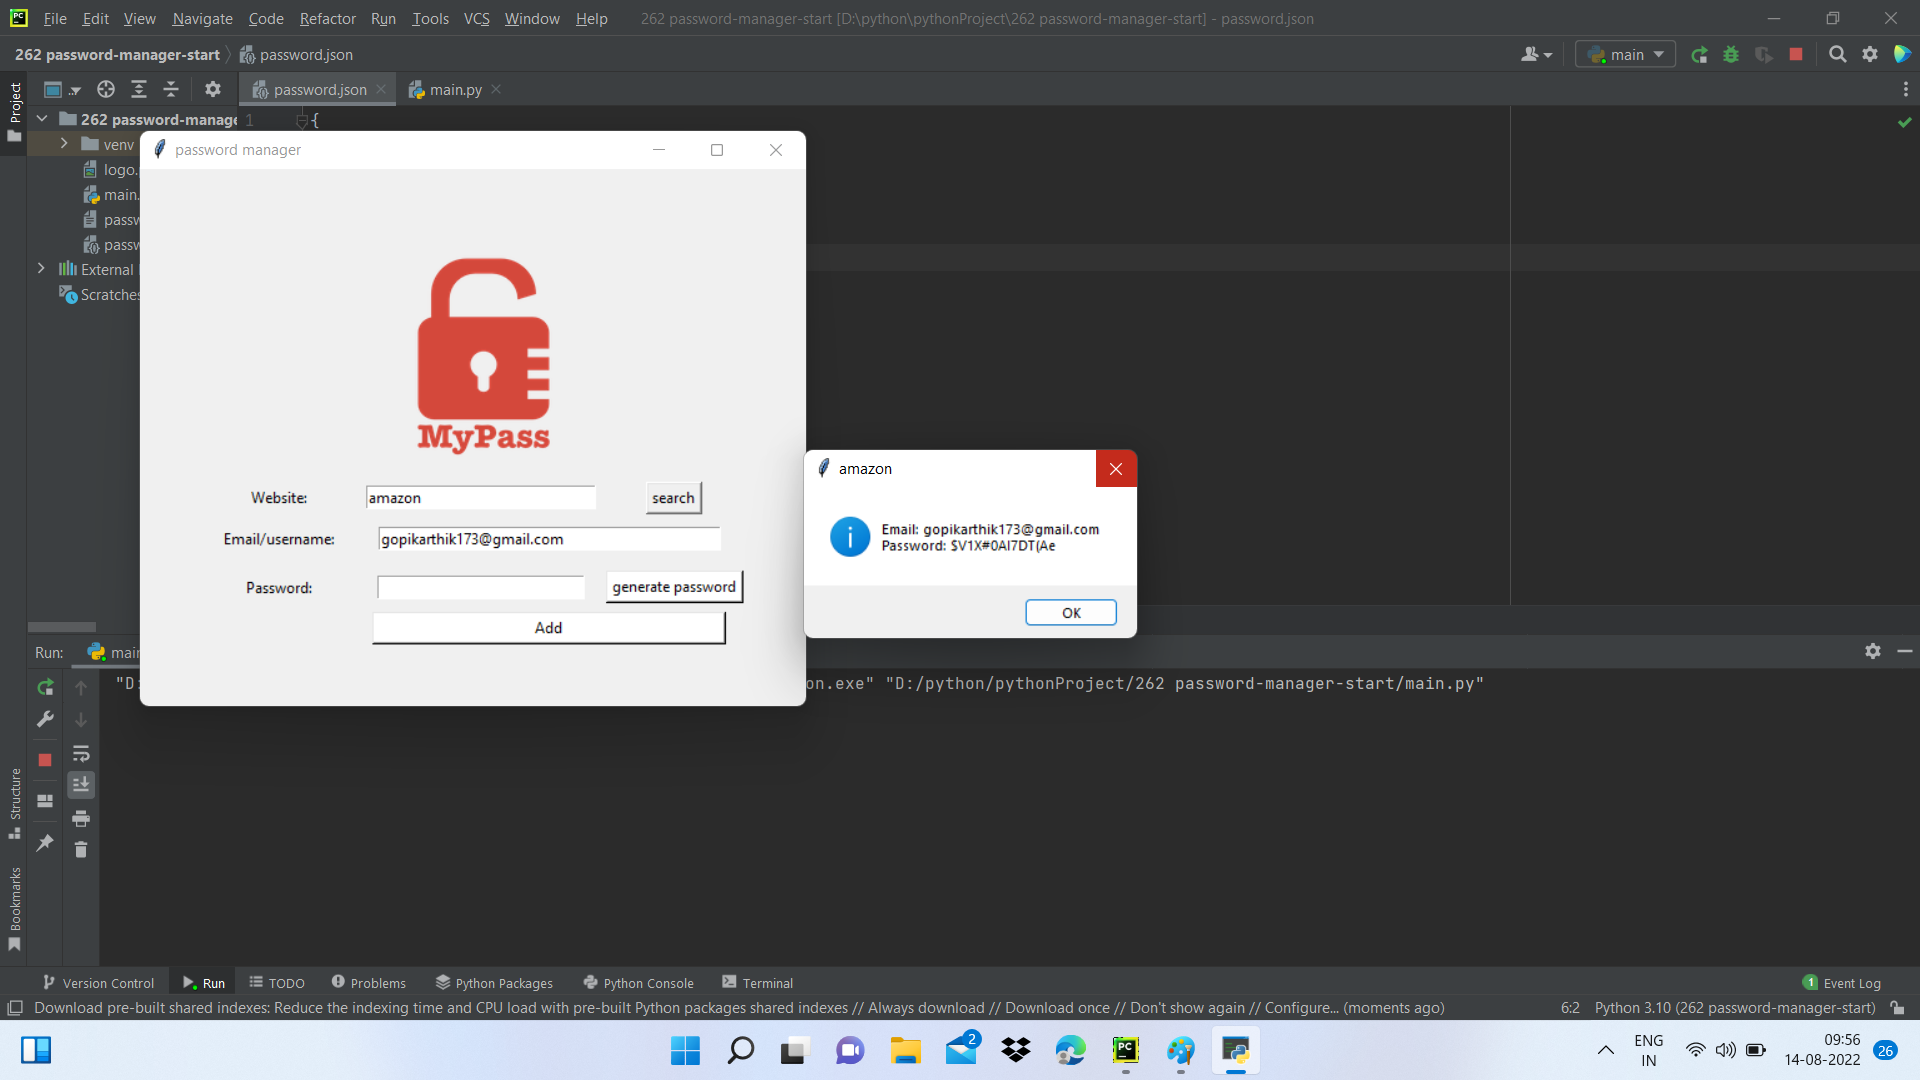 File Edit View Navigate Code Refactor Run Tools VCS Window Help 262 password-manager-start [D:\python\pythonProject\262 password-manager-start] - password.json
262 password-manager-start password.json main
Project
password.json main.py
262 password-manage 1 {
venv
logo.
main.
passw
passw
External
Scratches
password manager
MyPass
Website: amazon search
Email/username: gopikarthik173@gmail.com
Password: generate password
Add
amazon
Email: gopikarthik173@gmail.com
Password: $V1X#0AI7DT(Ae
OK
Run: main
"D: on.exe" "D:/python/pythonProject/262 password-manager-start/main.py"
Structure
Bookmarks
Version Control Run TODO Problems Python Packages Python Console Terminal 1 Event Log
Download pre-built shared indexes: Reduce the indexing time and CPU load with pre-built Python packages shared indexes // Always download // Download once // Don't show again // Configure... (moments ago) 6:2 Python 3.10 (262 password-manager-start)
2
ENG
IN
09:56
14-08-2022
26